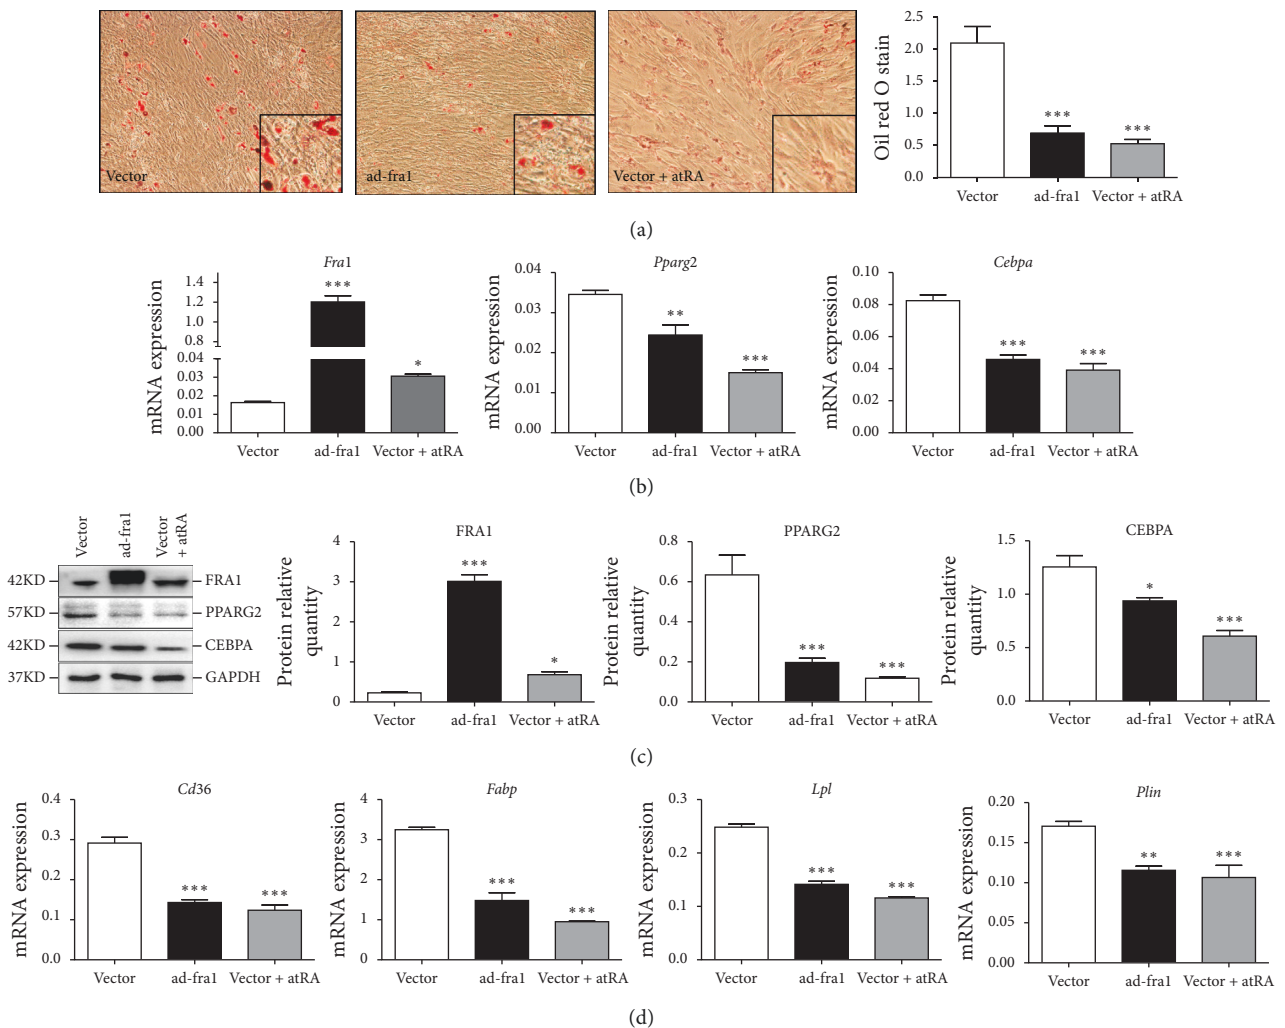 Vector
ad-fra1
Vector + atRA
Oil red O stain
2.5
2.0
1.5
1.0
0.5
0.0
***
***
Vector ad-fra1 Vector + atRA
(a)
Fra1
mRNA expression
1.4
1.2
1.0
0.8
0.6
0.04
0.03
0.02
0.01
0.00
***
*
Vector ad-fra1 Vector + atRA
Pparg2
mRNA expression
0.04
0.03
0.02
0.01
0.00
**
***
Vector ad-fra1 Vector + atRA
Cebpa
mRNA expression
0.10
0.08
0.06
0.04
0.02
0.00
***
***
Vector ad-fra1 Vector + atRA
(b)
Vector
ad-fra1
Vector
+ atRA
42KD FRA1
57KD PPARG2
42KD CEBPA
37KD GAPDH
FRA1
Protein relative
quantity
4
3
2
1
0
***
*
Vector ad-fra1 Vector + atRA
PPARG2
Protein relative
quantity
0.6
0.4
0.2
0.0
***
***
Vector ad-fra1 Vector + atRA
CEBPA
Protein relative
quantity
1.5
1.0
0.5
0.0
*
***
Vector ad-fra1 Vector + atRA
(c)
Cd36
mRNA expression
0.4
0.3
0.2
0.1
0.0
***
***
Vector ad-fra1 Vector + atRA
Fabp
mRNA expression
4
3
2
1
0
***
***
Vector ad-fra1 Vector + atRA
Lpl
mRNA expression
0.3
0.2
0.1
0.0
***
***
Vector ad-fra1 Vector + atRA
Plin
mRNA expression
0.20
0.15
0.10
0.05
0.00
**
***
Vector ad-fra1 Vector + atRA
(d)